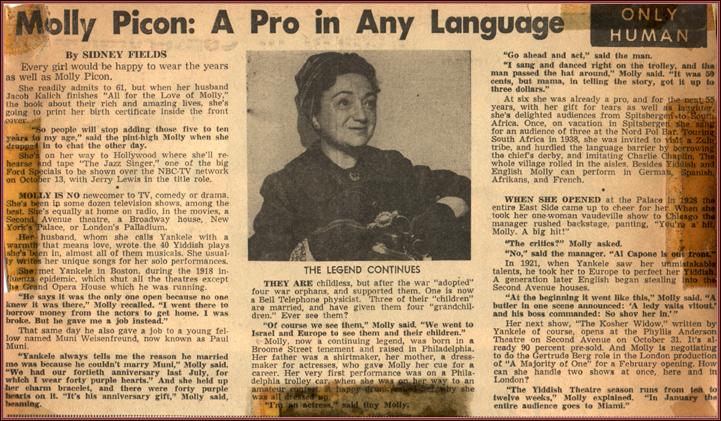 Molly Picon: A Pro in Any Language
ONLY
HUMAN
By SIDNEY FIELDS
Every girl would be happy to wear the years
as well as Molly Picon.
She readily admits to 61, but when her husband
Jacob Kalich finishes "All for the Love of Molly,"
the book about their rich and amazing lives, she's
going to print her birth certificate inside the front
cover.
"So people will stop adding those five to ten
years to my age," said the pint-high Molly when she
dropped in to chat the other day.
She's on her way to Hollywood where she'll re-
hearse and tape "The Jazz Singer," one of the big
Ford Specials to be shown over the NBC-TV network
on October 13, with Jerry Lewis in the title role.
MOLLY IS NO newcomer to TV, comedy or drama.
She's been in some dozen television shows, among the
best. She's equally at home on radio, in the movies, a
Second Avenue theatre, a Broadway house, New
York's Palace, or London's Palladium.
Her husband, whom she calls Yankele with a
warmth that means love, wrote the 40 Yiddish plays
she's been in, almost all of them musicals. She usual-
ly writes her unique songs for her solo performances.
She met Yankele in Boston, during the 1918 in-
fluenza epidemic, which shut all the theatres except
the Grand Opera House which he was running.
"He says it was the only one open because no one
knew it was there," Molly recalled. "I went there to
borrow money from the actors to get home. I was
broke. But he gave me a job instead."
That same day he also gave a job to a young fel-
low named Muni Weisenfreund, now known as Paul
Muni.
"Yankele always tells me the reason he married
me was because he couldn't marry Muni," Molly said.
"We had our fortieth anniversary last July, for
which I wear forty purple hearts." And she held up
her charm bracelet, and there were forty purple
hearts on it. "It's his anniversary gift," Molly said,
beaming.
THE LEGEND CONTINUES
THEY ARE childless, but after the war "adopted"
four war orphans, and supported them. One is now
a Bell Telephone physicist. Three of their "children"
are married, and have given them four "grandchil-
dren." Ever see them?
"Of course we see them," Molly said. "We went to
Israel and Europe to see them and their children."
Molly, now a continuing legend, was born in a
Broome Street tenement and raised in Philadelphia.
Her father was a shirtmaker, her mother, a dress-
maker for actresses, who gave Molly her cue for a
career. Her very first performance was on a Phila-
delphia trolley car when she was on her way to an
amateur why she
was all dressed up.
"I'm an actress," said tiny Molly.
"Go ahead and act," said the man.
"I sang and danced right on the trolley, and the
man passed the hat around," Molly said. "It was 50
cents, but mama, in telling the story, got it up to
three dollars."
At six she was already a pro, and for the next 55
years, with her gift for tears as well as laughter,
she's delighted audiences from Spitsbergen to South
Africa. Once, on vacation in Spitsbergen she sang
for an audience of three at the Nord Pol Bar. Touring
South Africa in 1938, she was invited to visit a Zulu
tribe, and hurdled the language barrier by borrowing
the chief's derby, and imitating Charlie Chaplin. The
whole village rolled in the aisles. Besides Yiddish and
English Molly can perform in German, Spanish,
Afrikans, and French.
WHEN SHE OPENED at the Palace in 1928 the
entire East Side came up to cheer for her. When she
took her one-woman vaudeville show to Chicago the
manager rushed backstage, panting, "You're a hit,
Molly. A big hit!"
"The critics?" Molly asked.
"No," said the manager. "Al Capone is out front."
In 1921, when Yankele saw her unmistakable
talents, he took her to Europe to perfect her Yiddish.
A generation later English began stealing into the
Second Avenue houses.
"At the beginning it went like this," Molly said. "A
butler in one scene announced: 'A lady vaits vitout,'
and his boss commanded: So shov her in.' "
Her next show, "The Kosher Widow," written by
Yankele of course, opens at the Phyllis Anderson
Theatre on Second Avenue on October 31. It's al-
ready 90 percent pre-sold. And Molly is negotiating
to do the Gertrude Berg role in the London production
of "A Majority of One" for a February opening. How
can she handle two shows at once, here and in
London?
"The Yiddish Theatre season runs from ten to
twelve weeks," Molly explained. "In January the
entire audience goes to Miami."